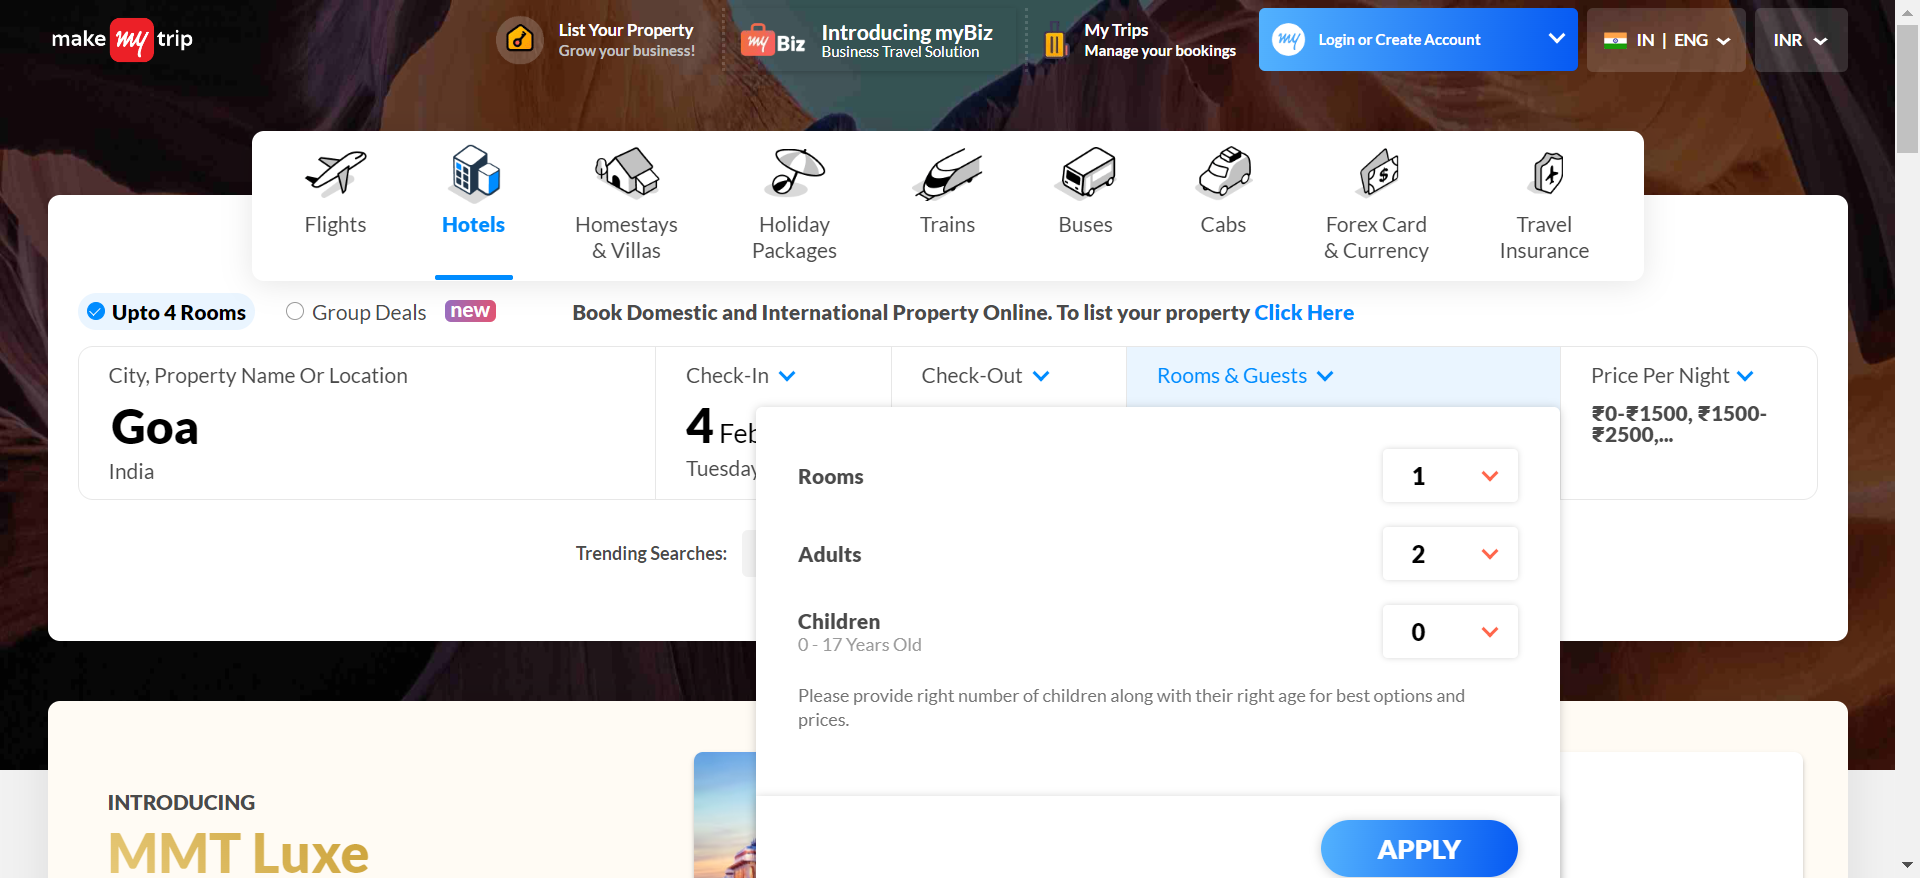 make my trip
List Your Property
Grow your business!
my Biz
Introducing myBiz
Business Travel Solution
My Trips
Manage your bookings
my
Login or Create Account
IN | ENG
INR
Flights
Hotels
Homestays
& Villas
Holiday
Packages
Trains
Buses
Cabs
Forex Card
& Currency
Travel
Insurance
Upto 4 Rooms
Group Deals
new
Book Domestic and International Property Online. To list your property Click Here
City, Property Name Or Location
Goa
India
Check-In
4 Feb
Tuesday
Check-Out
Rooms & Guests
Price Per Night
₹0-₹1500, ₹1500-
₹2500,...
Rooms
1
Adults
2
Children
0 - 17 Years Old
0
Please provide right number of children along with their right age for best options and
prices.
APPLY
Trending Searches:
INTRODUCING
MMT Luxe